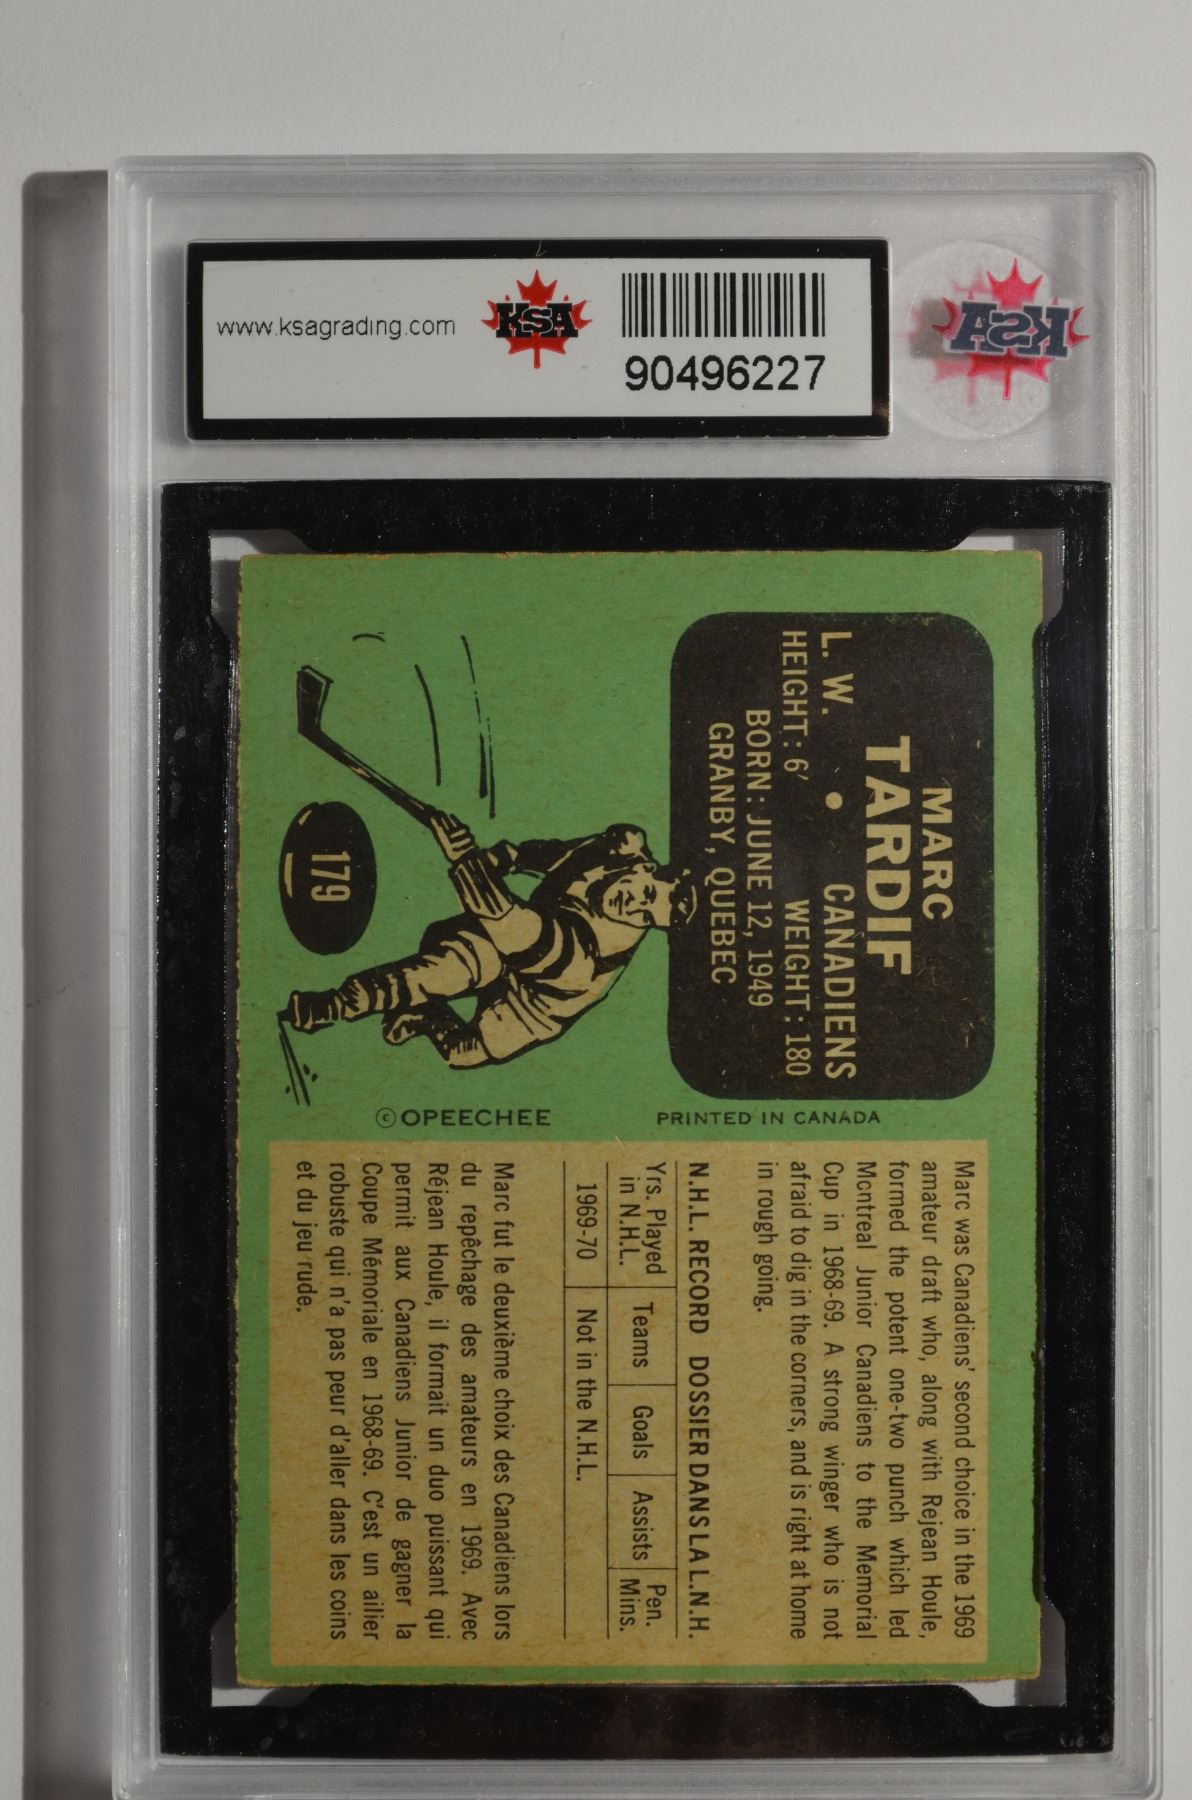 www.ksagrading.com
KSA
90496227
KSA
MARC
TARDIF
L. W. • CANADIENS
HEIGHT: 6' WEIGHT: 180
BORN: JUNE 12, 1949
GRANBY, QUEBEC
179
© OPEECHEE
PRINTED IN CANADA
Marc was Canadiens' second choice in the 1969
amateur draft who, along with Rejean Houle,
formed the potent one-two punch which led
Montreal Junior Canadiens to the Memorial
Cup in 1968-69. A strong winger who is not
afraid to dig in the corners, and is right at home
in rough going.
N.H.L. RECORD DOSSIER DANS LA L.N.H.
Yrs. Played in N.H.L. Teams Goals Assists Pen. Mins.
1969-70 Not in the N.H.L.
Marc fut le deuxième choix des Canadiens lors
du repêchage des amateurs en 1969. Avec
Réjean Houle, il formait un duo puissant qui
permit aux Canadiens Junior de gagner la
Coupe Mémoriale en 1968-69. C'est un ailier
robuste qui n'a pas peur d'aller dans les coins
et du jeu rude.